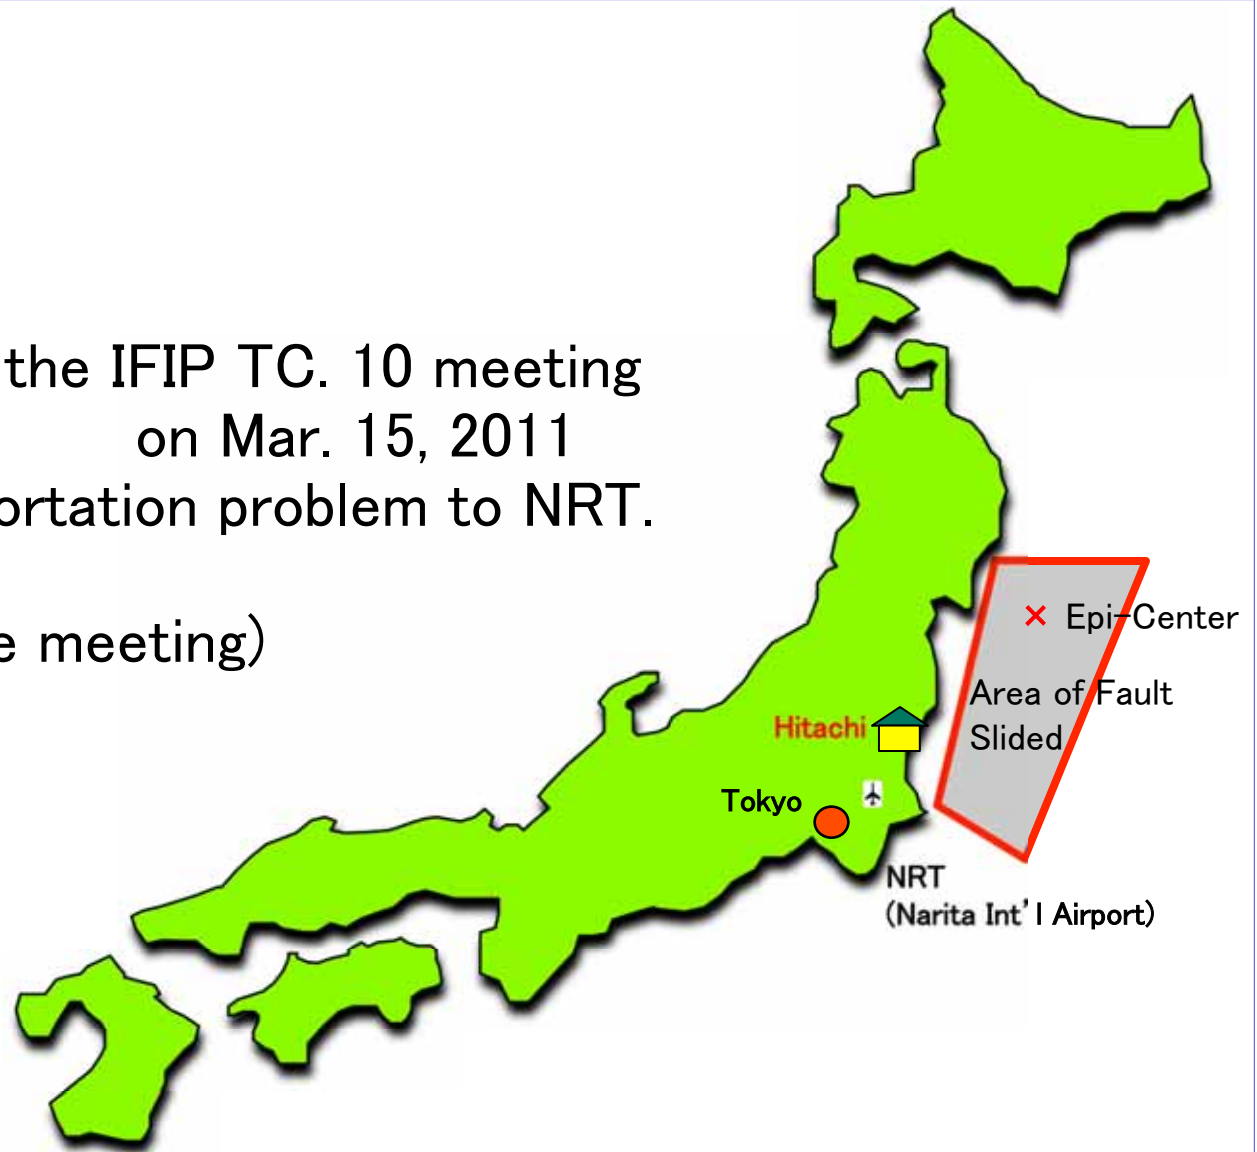 the IFIP TC. 10 meeting
on Mar. 15, 2011
ortation problem to NRT.
e meeting)
Epi-Center
Area of Fault
Slided
Hitachi
Tokyo
NRT
(Narita Int'l Airport)